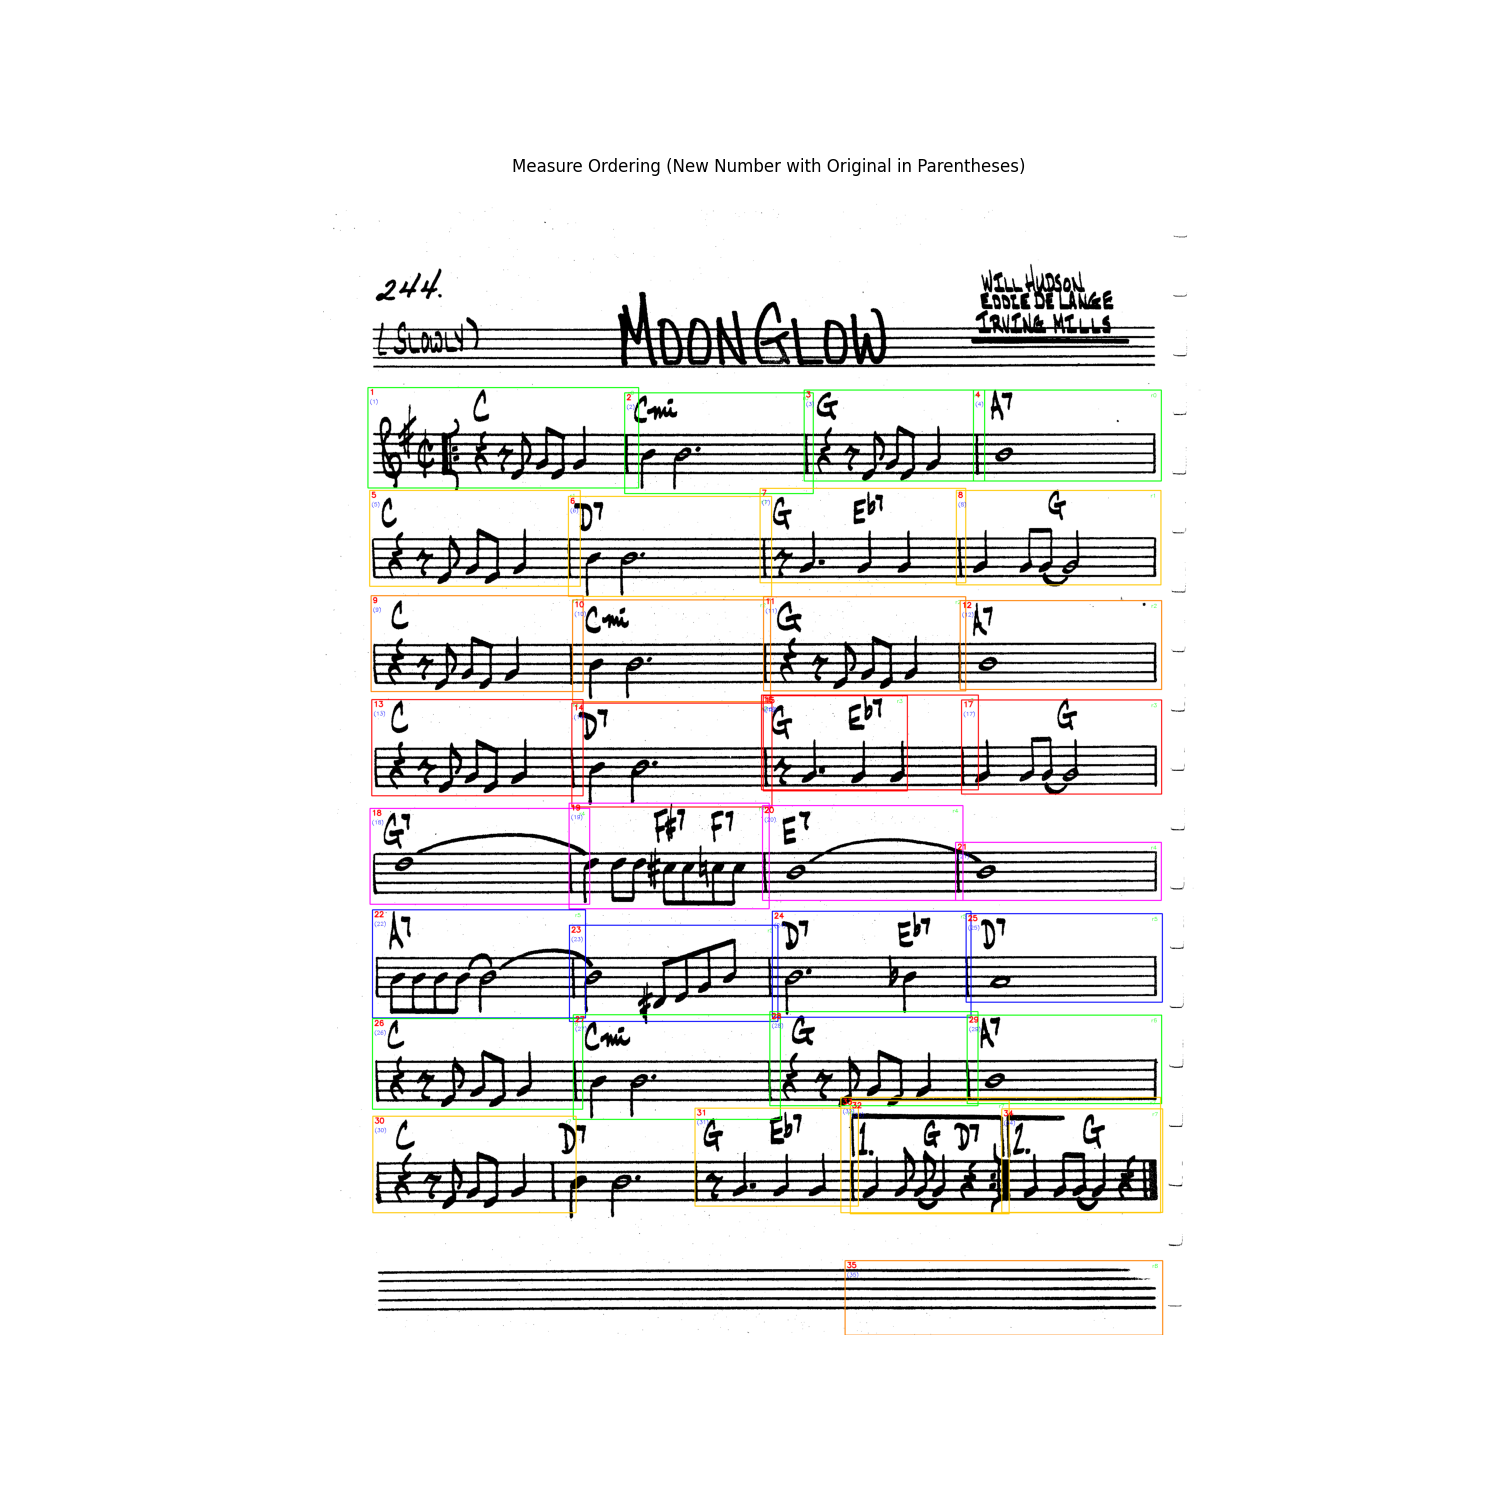 Measure Ordering (New Number with Original in Parentheses)
244.
WILL HUDSON
EDDIE DE LANGE
IRVING MILLS
(SLOWLY) MOONGLOW
1 2 3 4
(1) (2) (3) (4)
C Cmi G A7
5 6 7 8
(5) (6) (7) (8)
C D7 G Eb7 G
9 10 11 12
(9) (10) (11) (12)
C Cmi G A7
13 14 17
(13) (17)
C D7 G Eb7 G
18 19 20 21
(18) (19) (20)
G7 F#7 F7 E7
22 23 24 25
(22) (23) (25)
A7 D7 Eb7 D7
26 27 28 29
(26) (27) (28) (29)
C Cmi G A7
30 31 32 34
(30) (31)
C D7 G Eb7 1. G D7 2. G
35
(35)